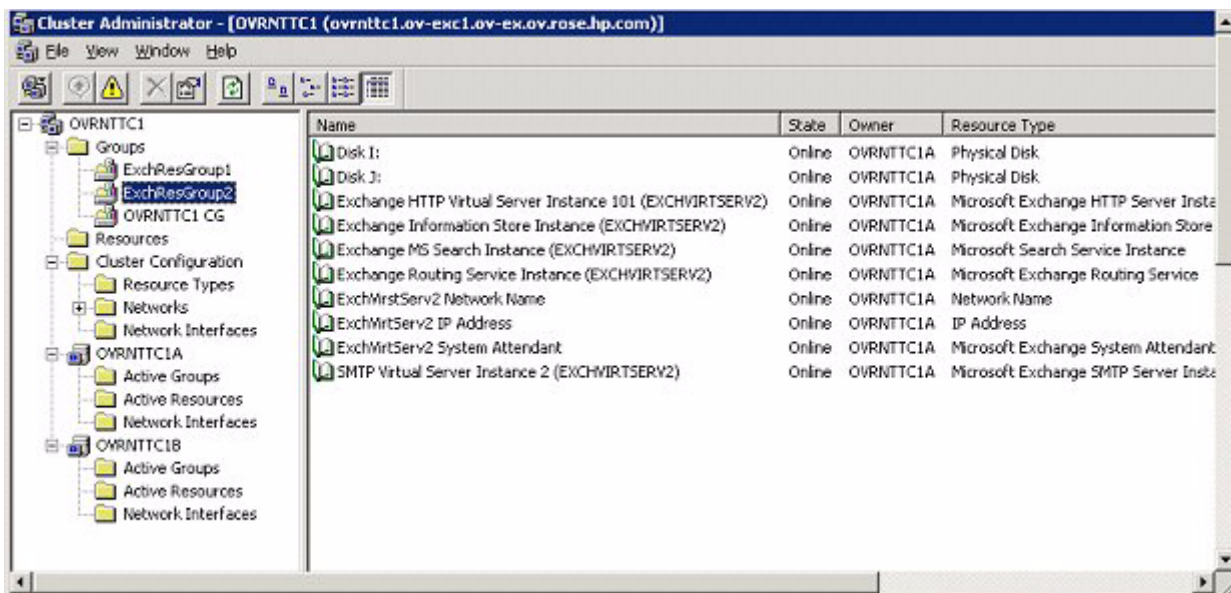 Cluster Administrator - [OVRNTTC1 (ovrnttc1.ov-exc1.ov-ex.ov.rose.hp.com)]
File View Window Help
OVRNTTC1
Groups
ExchResGroup1
ExchResGroup2
OVRNTTC1 CG
Resources
Cluster Configuration
Resource Types
Networks
Network Interfaces
OVRNTTC1A
Active Groups
Active Resources
Network Interfaces
OVRNTTC1B
Active Groups
Active Resources
Network Interfaces
Name State Owner Resource Type
Disk I: Online OVRNTTC1A Physical Disk
Disk J: Online OVRNTTC1A Physical Disk
Exchange HTTP Virtual Server Instance 101 (EXCHVIRTSERV2) Online OVRNTTC1A Microsoft Exchange HTTP Server Insta
Exchange Information Store Instance (EXCHVIRTSERV2) Online OVRNTTC1A Microsoft Exchange Information Store
Exchange MS Search Instance (EXCHVIRTSERV2) Online OVRNTTC1A Microsoft Search Service Instance
Exchange Routing Service Instance (EXCHVIRTSERV2) Online OVRNTTC1A Microsoft Exchange Routing Service
ExchVirstServ2 Network Name Online OVRNTTC1A Network Name
ExchVirtServ2 IP Address Online OVRNTTC1A IP Address
ExchVirtServ2 System Attendant Online OVRNTTC1A Microsoft Exchange System Attendant
SMTP Virtual Server Instance 2 (EXCHVIRTSERV2) Online OVRNTTC1A Microsoft Exchange SMTP Server Insta